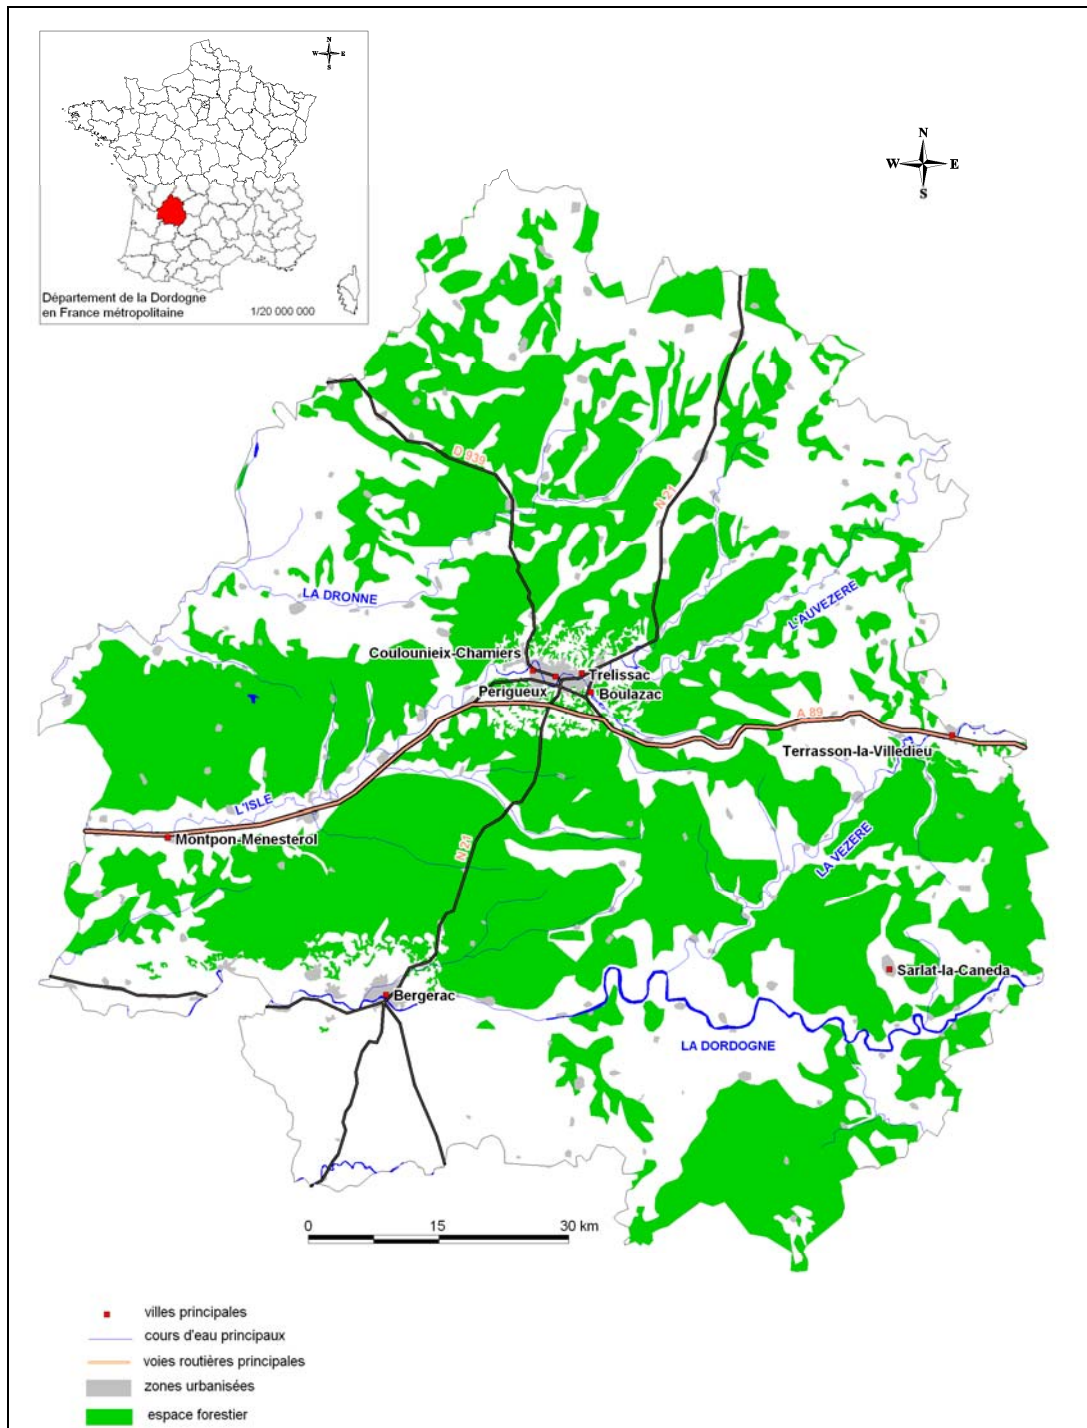 N
W E
S
Département de la Dordogne
en France métropolitaine
1/20 000 000
N
W E
S
D 939
N 21
LA DRONNE
L'AUVEZERE
Coulounieix-Chamiers
Trelissac
Périgueux
Boulazac
A 89
Terrasson-la-Villedieu
L'ISLE
Montpon-Ménesterol
N 21
LA VEZERE
Sarlat-la-Caneda
Bergerac
LA DORDOGNE
0 15 30 km
villes principales
cours d'eau principaux
voies routières principales
zones urbanisées
espace forestier